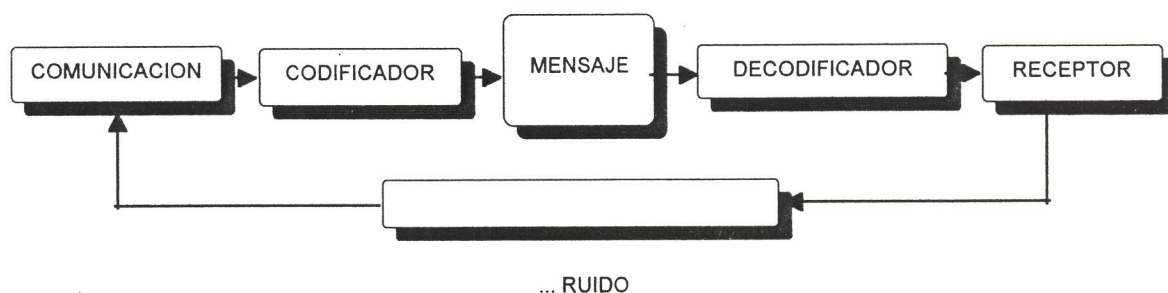 COMUNICACION
CODIFICADOR
MENSAJE
DECODIFICADOR
RECEPTOR
... RUIDO